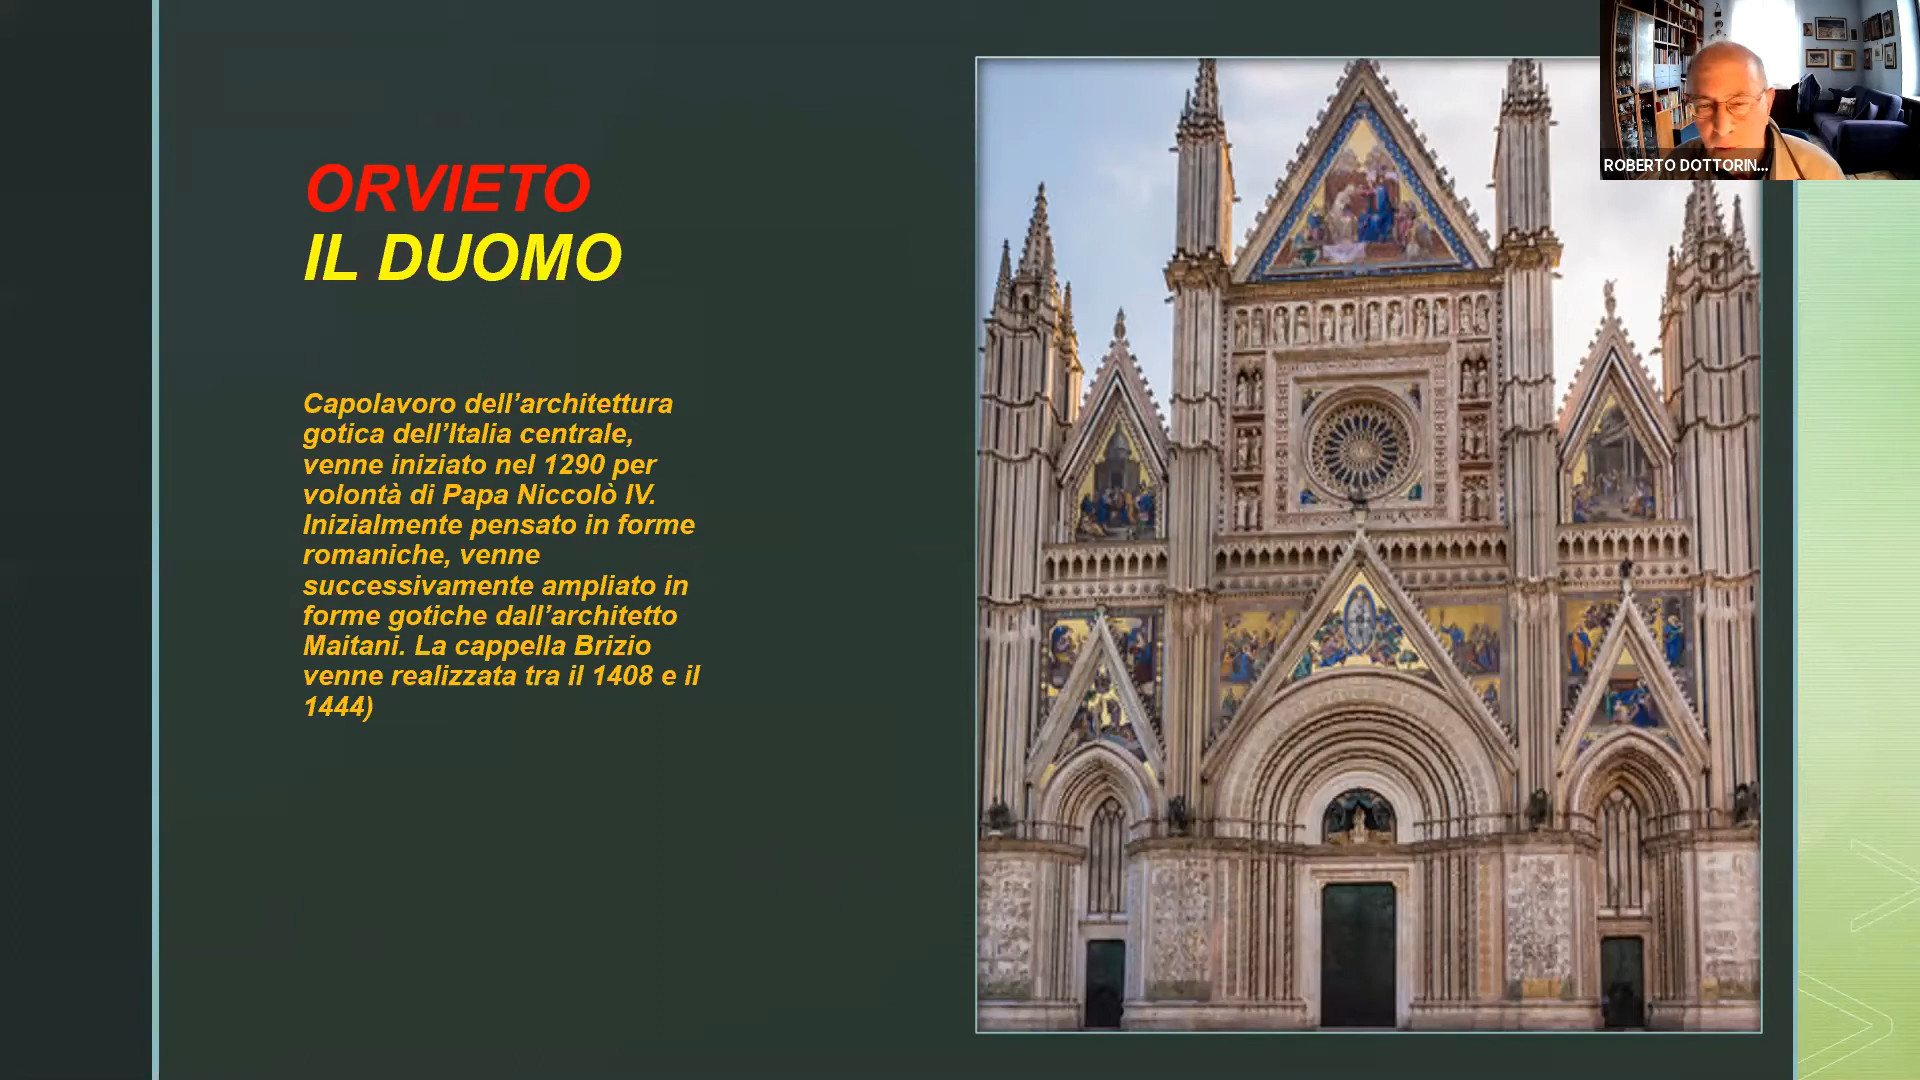 ROBERTO DOTTORIN...
ORVIETO
IL DUOMO
Capolavoro dell’architettura
gotica dell’Italia centrale,
venne iniziato nel 1290 per
volontà di Papa Niccolò IV.
Inizialmente pensato in forme
romaniche, venne
successivamente ampliato in
forme gotiche dall’architetto
Maitani. La cappella Brizio
venne realizzata tra il 1408 e il
1444)